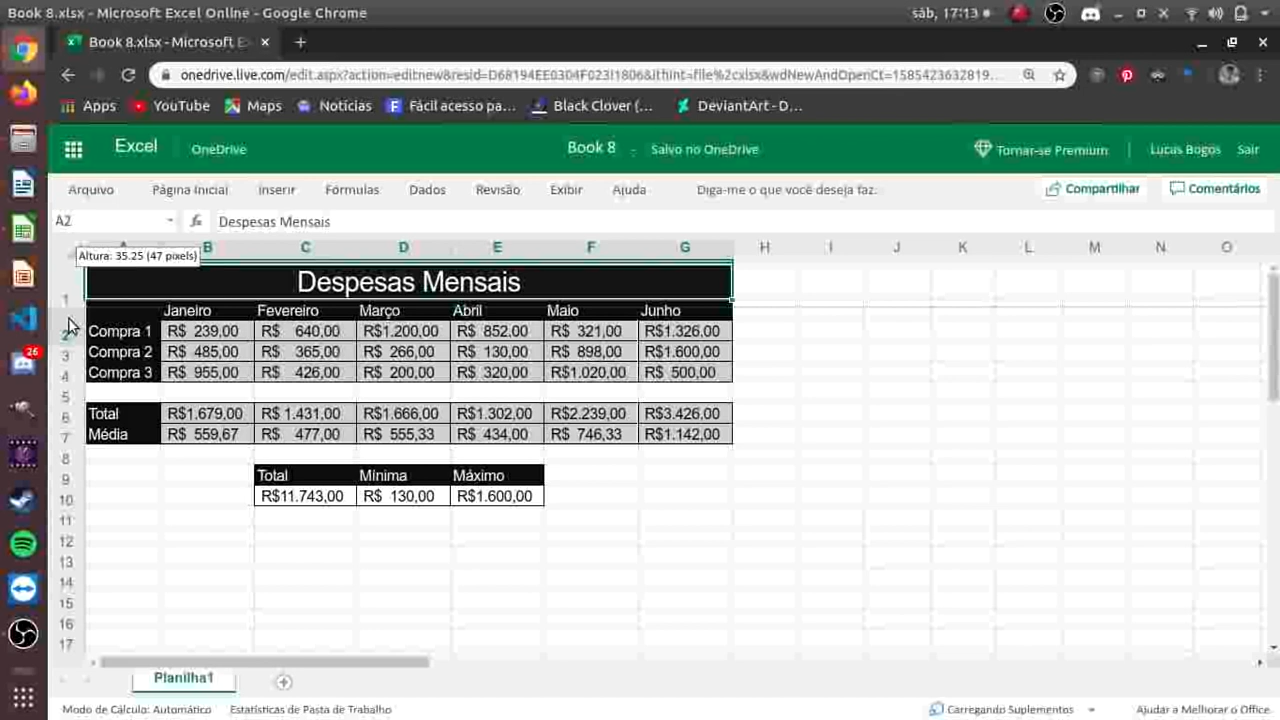 Book 8.xlsx - Microsoft Excel Online - Google Chrome
sáb, 17:13
Book 8.xlsx - Microsoft E
onedrive.live.com/edit.aspx?action=editnew&resid=D68194EE0304F023!1806&ithint=file%2cxlsx&wdNewAndOpenCt=1585423632819...
Apps YouTube Maps Notícias Fácil acesso pa... Black Clover (... DeviantArt - D...
Excel OneDrive Book 8 - Salvo no OneDrive Tornar-se Premium Lucas Bogos Sair
Arquivo Página Inicial Inserir Fórmulas Dados Revisão Exibir Ajuda Diga-me o que você deseja faz: Compartilhar Comentários
A2 fx Despesas Mensais
B C D E F G H I J K L M N O
Altura: 35.25 (47 pixels)
1 Despesas Mensais
2 Janeiro Fevereiro Março Abril Maio Junho
3 Compra 1 R$ 239,00 R$ 640,00 R$1.200,00 R$ 852,00 R$ 321,00 R$1.326,00
4 Compra 2 R$ 485,00 R$ 365,00 R$ 266,00 R$ 130,00 R$ 898,00 R$1.600,00
5 Compra 3 R$ 955,00 R$ 426,00 R$ 200,00 R$ 320,00 R$1.020,00 R$ 500,00
6 Total R$1.679,00 R$ 1.431,00 R$1.666,00 R$1.302,00 R$2.239,00 R$3.426,00
7 Média R$ 559,67 R$ 477,00 R$ 555,33 R$ 434,00 R$ 746,33 R$1.142,00
8
9 Total Mínima Máximo
10 R$11.743,00 R$ 130,00 R$1.600,00
11
12
13
14
15
16
17
26
Planilha1
Modo de Cálculo: Automático Estatísticas de Pasta de Trabalho Carregando Suplementos Ajudar a Melhorar o Office